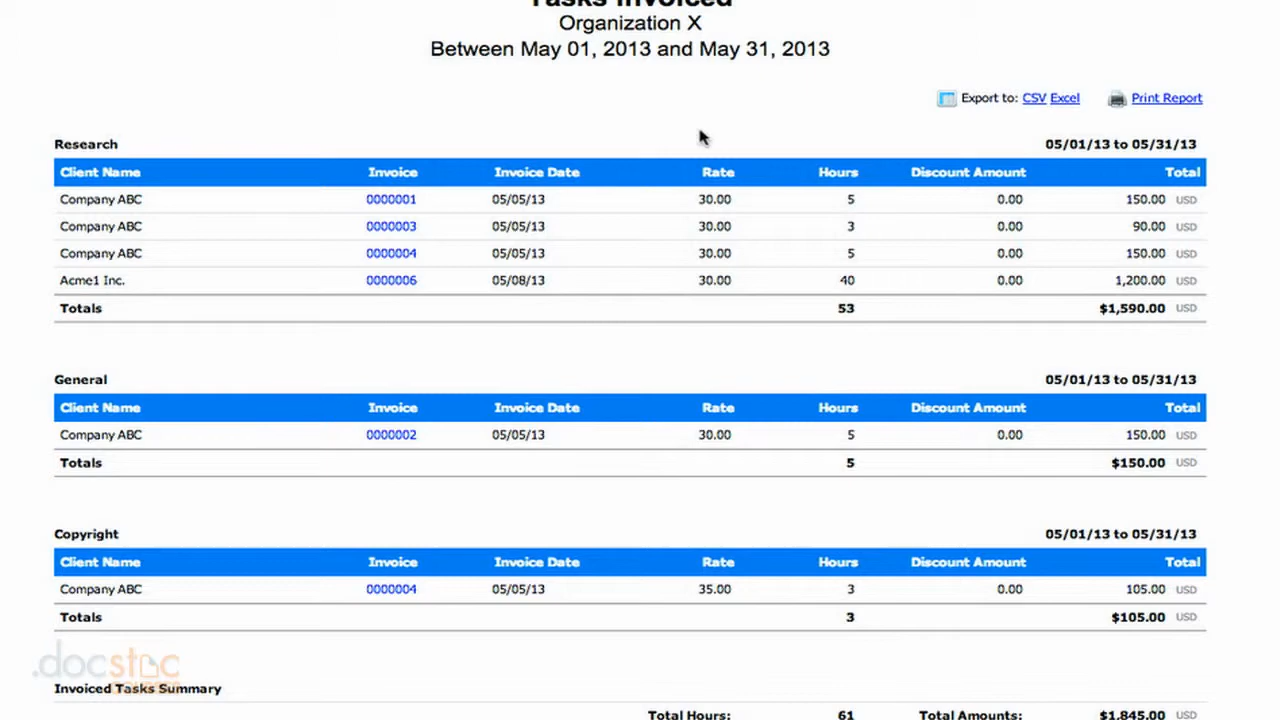 Tasks Invoiced
Organization X
Between May 01, 2013 and May 31, 2013
Export to: CSV Excel Print Report
Research 05/01/13 to 05/31/13
Client Name Invoice Invoice Date Rate Hours Discount Amount Total
Company ABC 0000001 05/05/13 30.00 5 0.00 150.00 USD
Company ABC 0000003 05/05/13 30.00 3 0.00 90.00 USD
Company ABC 0000004 05/05/13 30.00 5 0.00 150.00 USD
Acme1 Inc. 0000006 05/08/13 30.00 40 0.00 1,200.00 USD
Totals 53 $1,590.00 USD
General 05/01/13 to 05/31/13
Client Name Invoice Invoice Date Rate Hours Discount Amount Total
Company ABC 0000002 05/05/13 30.00 5 0.00 150.00 USD
Totals 5 $150.00 USD
Copyright 05/01/13 to 05/31/13
Client Name Invoice Invoice Date Rate Hours Discount Amount Total
Company ABC 0000004 05/05/13 35.00 3 0.00 105.00 USD
Totals 3 $105.00 USD
.docstoc
Invoiced Tasks Summary
Total Hours: 61 Total Amounts: $1,845.00 USD